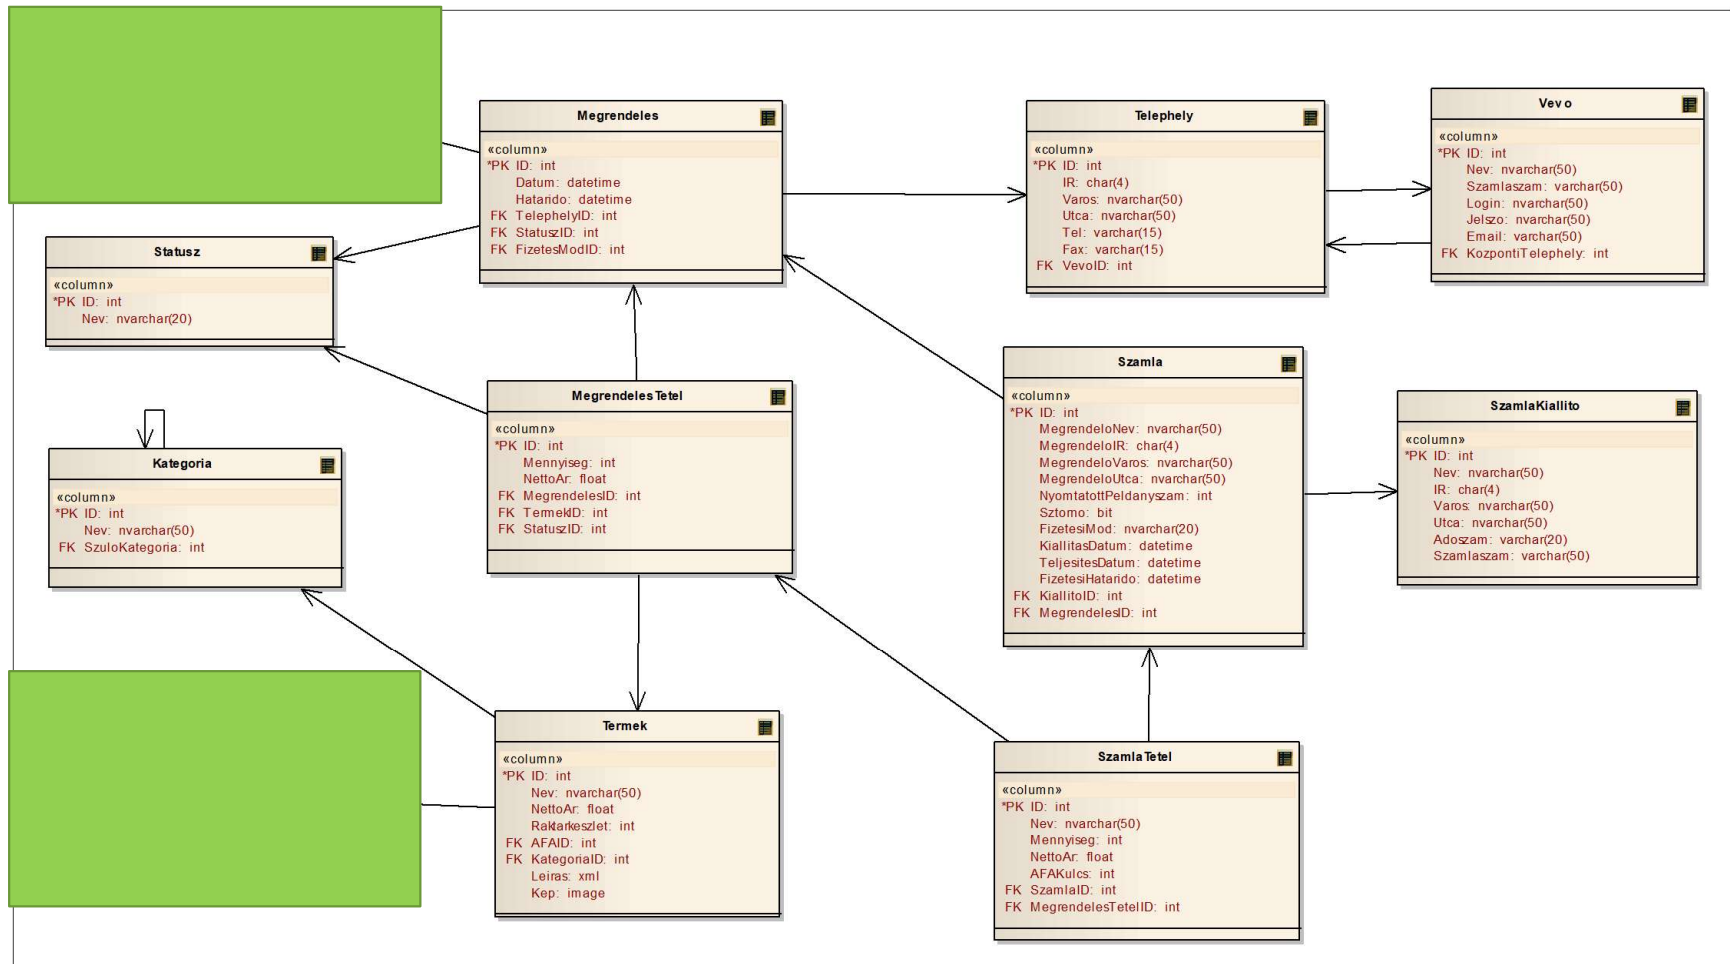 Megrendeles
«column»
*PK ID: int
Datum: datetime
Hatarido: datetime
FK TelephelyID: int
FK StatuszID: int
FK FizetesModID: int
Telephely
«column»
*PK ID: int
IR: char(4)
Varos: nvarchar(50)
Utca: nvarchar(50)
Tel: varchar(15)
Fax: varchar(15)
FK VevoID: int
Vevo
«column»
*PK ID: int
Nev: nvarchar(50)
Szamlaszam: varchar(50)
Login: nvarchar(50)
Jelszo: nvarchar(50)
Email: varchar(50)
FK KozpontiTelephely: int
Statusz
«column»
*PK ID: int
Nev: nvarchar(20)
MegrendelesTetel
«column»
*PK ID: int
Mennyiseg: int
NettoAr: float
FK MegrendelesID: int
FK TermekID: int
FK StatuszID: int
Szamla
«column»
*PK ID: int
MegrendeloNev: nvarchar(50)
MegrendeloIR: char(4)
MegrendeloVaros: nvarchar(50)
MegrendeloUtca: nvarchar(50)
NyomtatottPeldanyszam: int
Sztorno: bit
FizetesiMod: nvarchar(20)
KiallitasDatum: datetime
TeljesitesDatum: datetime
FizetesiHatarido: datetime
FK KiallitoID: int
FK MegrendelesID: int
SzamlaKiallito
«column»
*PK ID: int
Nev: nvarchar(50)
IR: char(4)
Varos: nvarchar(50)
Utca: nvarchar(50)
Adoszam: varchar(20)
Szamlaszam: varchar(50)
Kategoria
«column»
*PK ID: int
Nev: nvarchar(50)
FK SzuloKategoria: int
Termek
«column»
*PK ID: int
Nev: nvarchar(50)
NettoAr: float
Raktarkeszlet: int
FK AFAID: int
FK KategoriaID: int
Leiras: xml
Kep: image
SzamlaTetel
«column»
*PK ID: int
Nev: nvarchar(50)
Mennyiseg: int
NettoAr: float
AFAKulcs: int
FK SzamlaID: int
FK MegrendelesTetelID: int